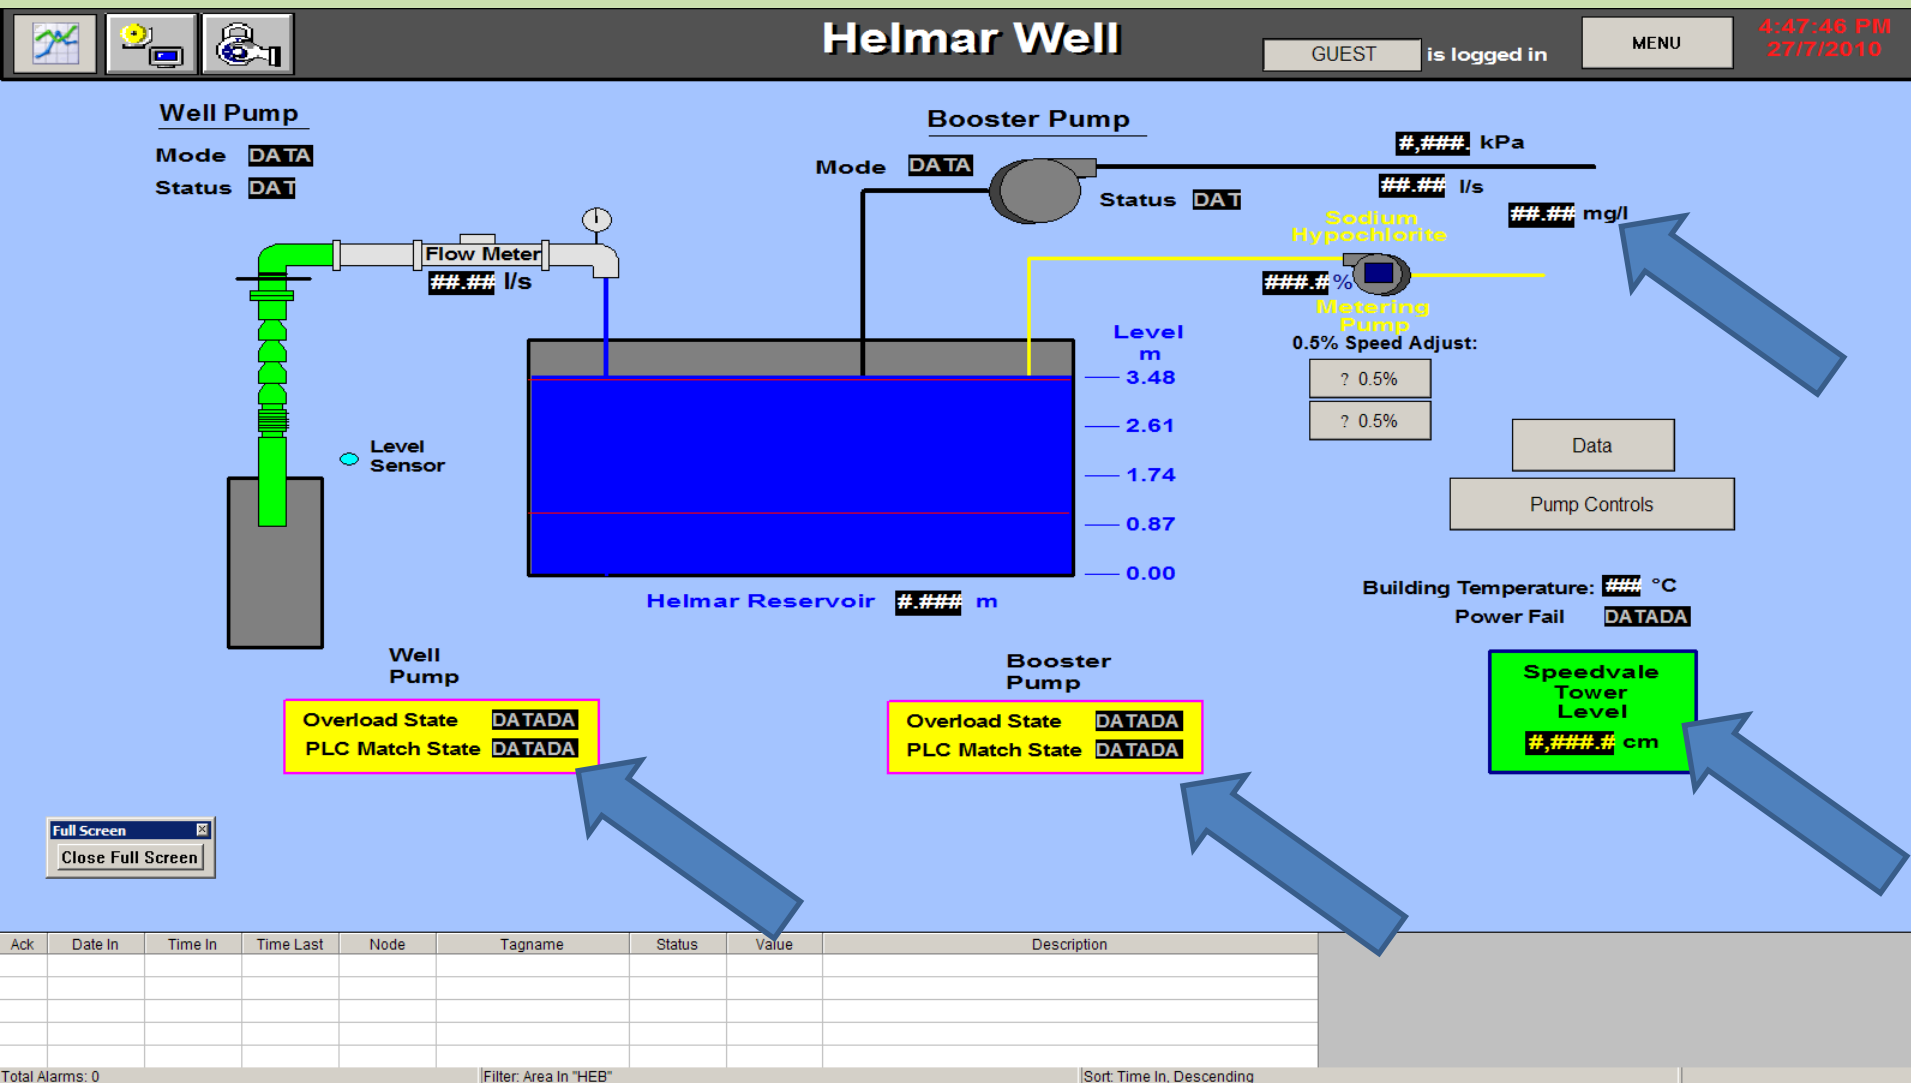 Helmar Well
GUEST is logged in
MENU
4:47:46 PM
27/7/2010
Well Pump
Mode DATA
Status DAT
Booster Pump
Mode DATA
Status DAT
#,###. kPa
##.## l/s
##.## mg/l
Sodium
Hypochlorite
###.# %
Metering
Pump
0.5% Speed Adjust:
? 0.5%
? 0.5%
Flow Meter
##.## l/s
Level
Sensor
Level
m
3.48
2.61
1.74
0.87
0.00
Helmar Reservoir #.### m
Data
Pump Controls
Building Temperature: ### °C
Power Fail DATADA
Well
Pump
Overload State DATADA
PLC Match State DATADA
Booster
Pump
Overload State DATADA
PLC Match State DATADA
Speedvale
Tower
Level
#,###.# cm
Full Screen
Close Full Screen
Ack Date In Time In Time Last Node Tagname Status Value Description
Total Alarms: 0 Filter: Area In "HEB" Sort: Time In, Descending